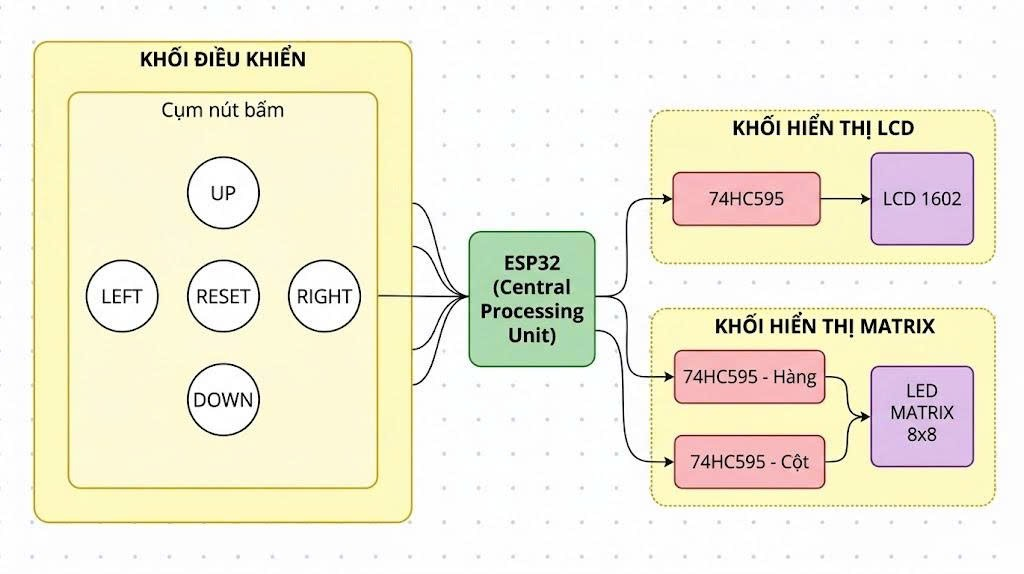 KHỐI ĐIỀU KHIỂN
Cụm nút bấm
UP
LEFT
RESET
RIGHT
DOWN
ESP32
(Central
Processing
Unit)
KHỐI HIỂN THỊ LCD
74HC595
LCD 1602
KHỐI HIỂN THỊ MATRIX
74HC595 - Hàng
74HC595 - Cột
LED
MATRIX
8x8